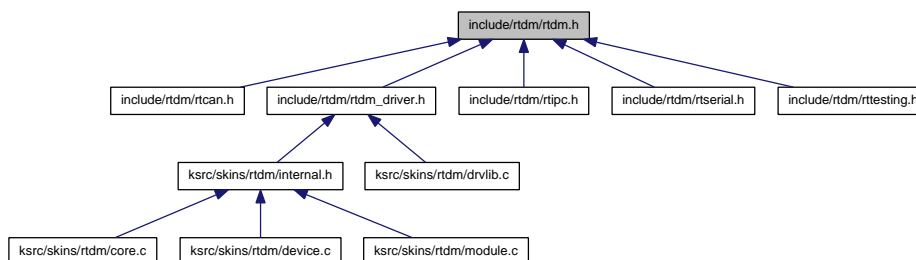 include/rtdm/rtdm.h
include/rtdm/rtcan.h
include/rtdm/rtdm_driver.h
include/rtdm/rtipc.h
include/rtdm/rtserial.h
include/rtdm/rttesting.h
ksrc/skins/rtdm/internal.h
ksrc/skins/rtdm/drvlib.c
ksrc/skins/rtdm/core.c
ksrc/skins/rtdm/device.c
ksrc/skins/rtdm/module.c